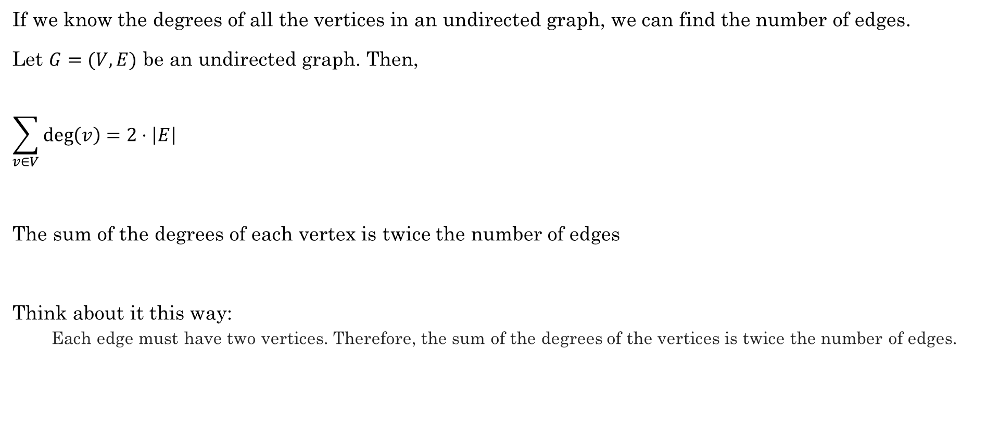 If we know the degrees of all the vertices in an undirected graph, we can find the number of edges.
Let G = (V, E) be an undirected graph. Then,
∑ deg(v) = 2 · |E|
v∈V
The sum of the degrees of each vertex is twice the number of edges
Think about it this way:
Each edge must have two vertices. Therefore, the sum of the degrees of the vertices is twice the number of edges.